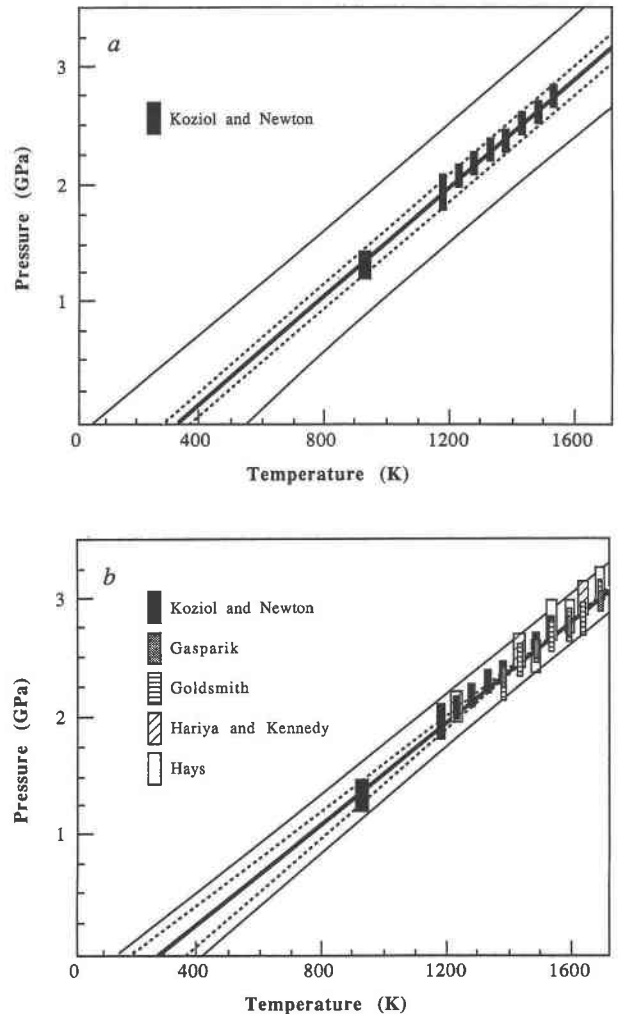 a
3
Koziol and Newton
2
Pressure (GPa)
1
0 400 800 1200 1600
Temperature (K)
b
3
Koziol and Newton
Gasparik
Goldsmith
2
Hariya and Kennedy
Hays
Pressure (GPa)
1
0 400 800 1200 1600
Temperature (K)